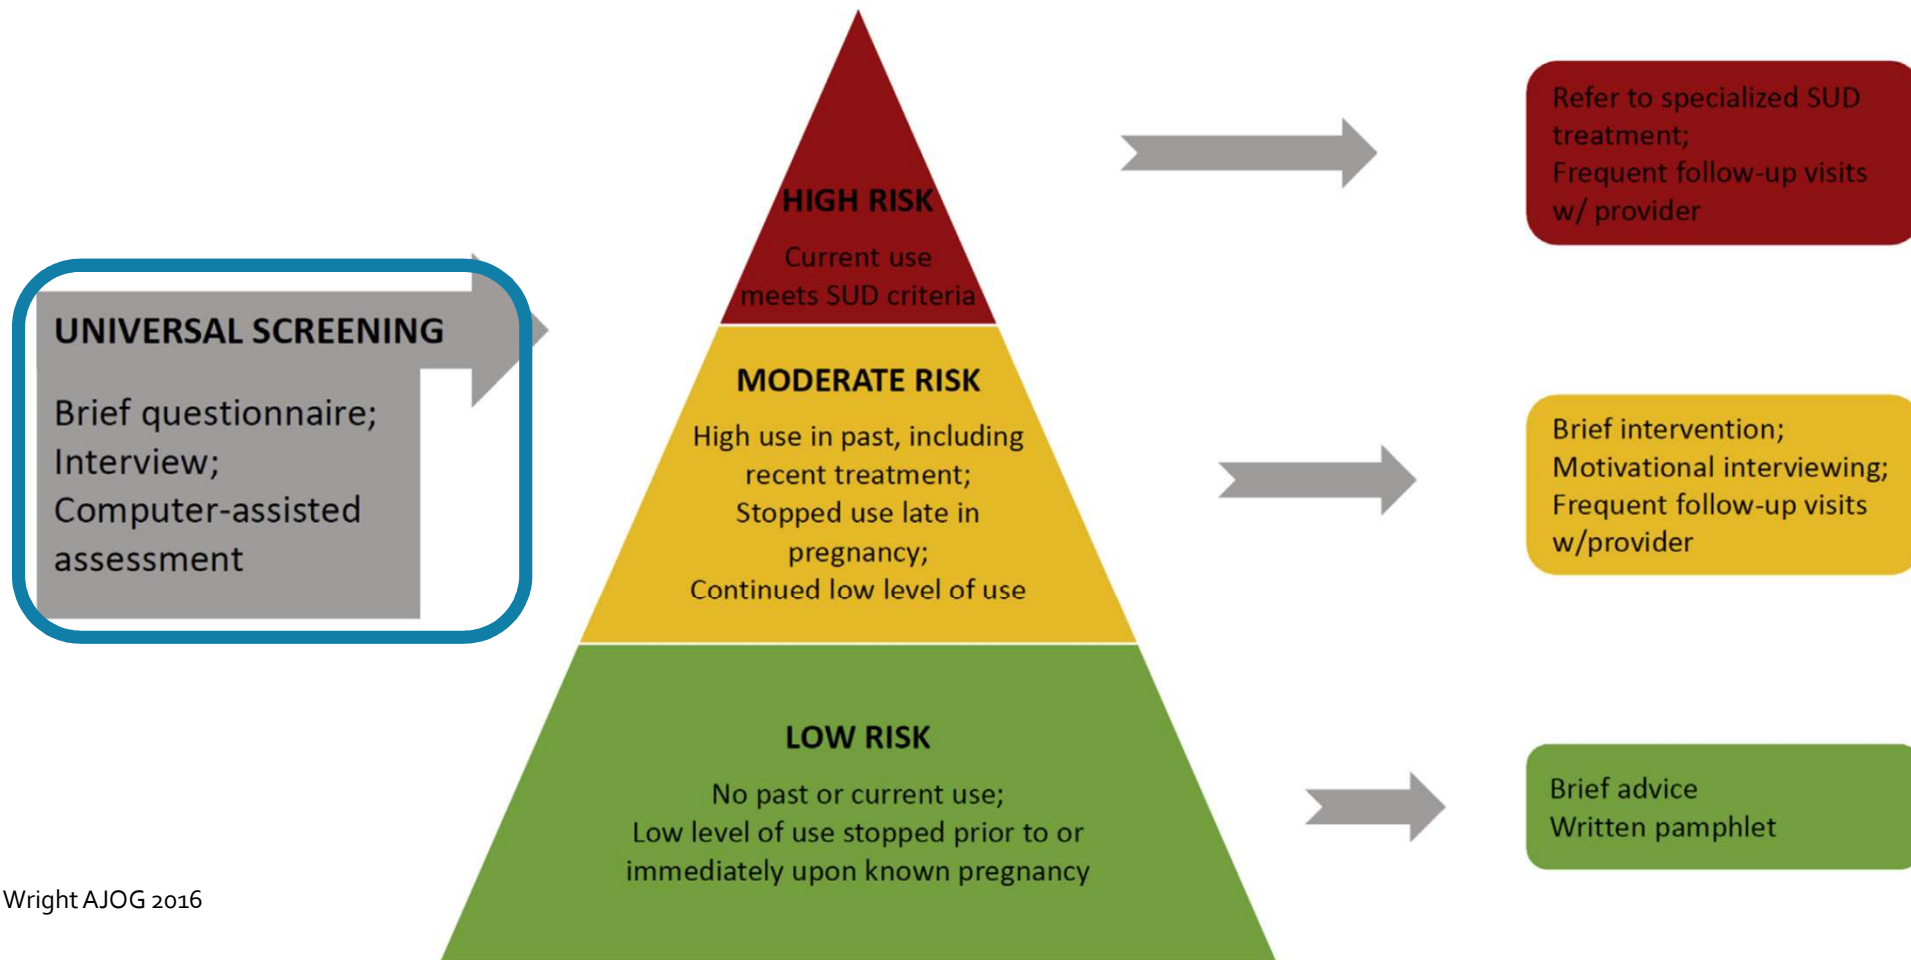 UNIVERSAL SCREENING
Brief questionnaire;
Interview;
Computer-assisted
assessment
HIGH RISK
Current use
meets SUD criteria
MODERATE RISK
High use in past, including
recent treatment;
Stopped use late in
pregnancy;
Continued low level of use
LOW RISK
No past or current use;
Low level of use stopped prior to or
immediately upon known pregnancy
Refer to specialized SUD
treatment;
Frequent follow-up visits
w/ provider
Brief intervention;
Motivational interviewing;
Frequent follow-up visits
w/provider
Brief advice
Written pamphlet
Wright AJOG 2016